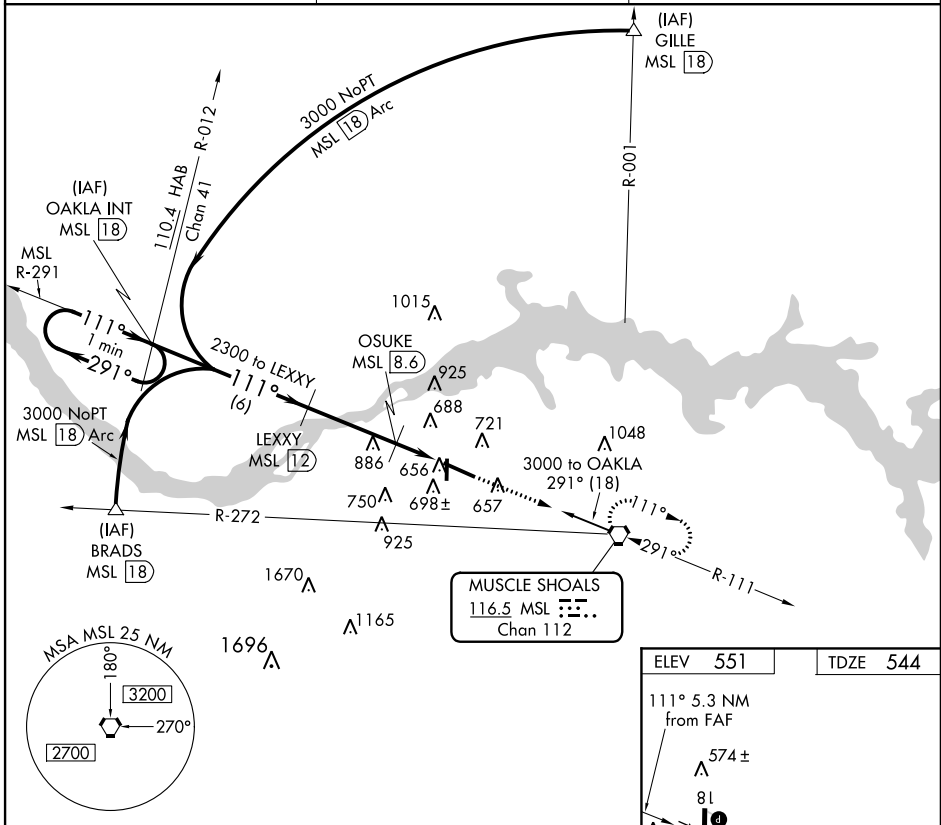 (IAF)
GILLE
MSL 18
3000 NoPT
MSL 18 Arc
R-012
110.4 HAB
Chan 41
R-001
(IAF)
OAKLA INT
MSL 18
MSL
R-291
111°
1 min
291°
1015
OSUKE
MSL 8.6
2300 to LEXXY
111°
(6)
925
688
721
1048
3000 NoPT
MSL 18 Arc
LEXXY
MSL 12
886
656
3000 to OAKLA
291° (18)
750
698±
657
111°
R-272
925
291°
(IAF)
BRADS
MSL 18
R-111
1670
MUSCLE SHOALS
116.5 MSL
Chan 112
1165
1696
MSA MSL 25 NM
180°
3200
270°
2700
ELEV 551
TDZE 544
111° 5.3 NM
from FAF
574±
18
P